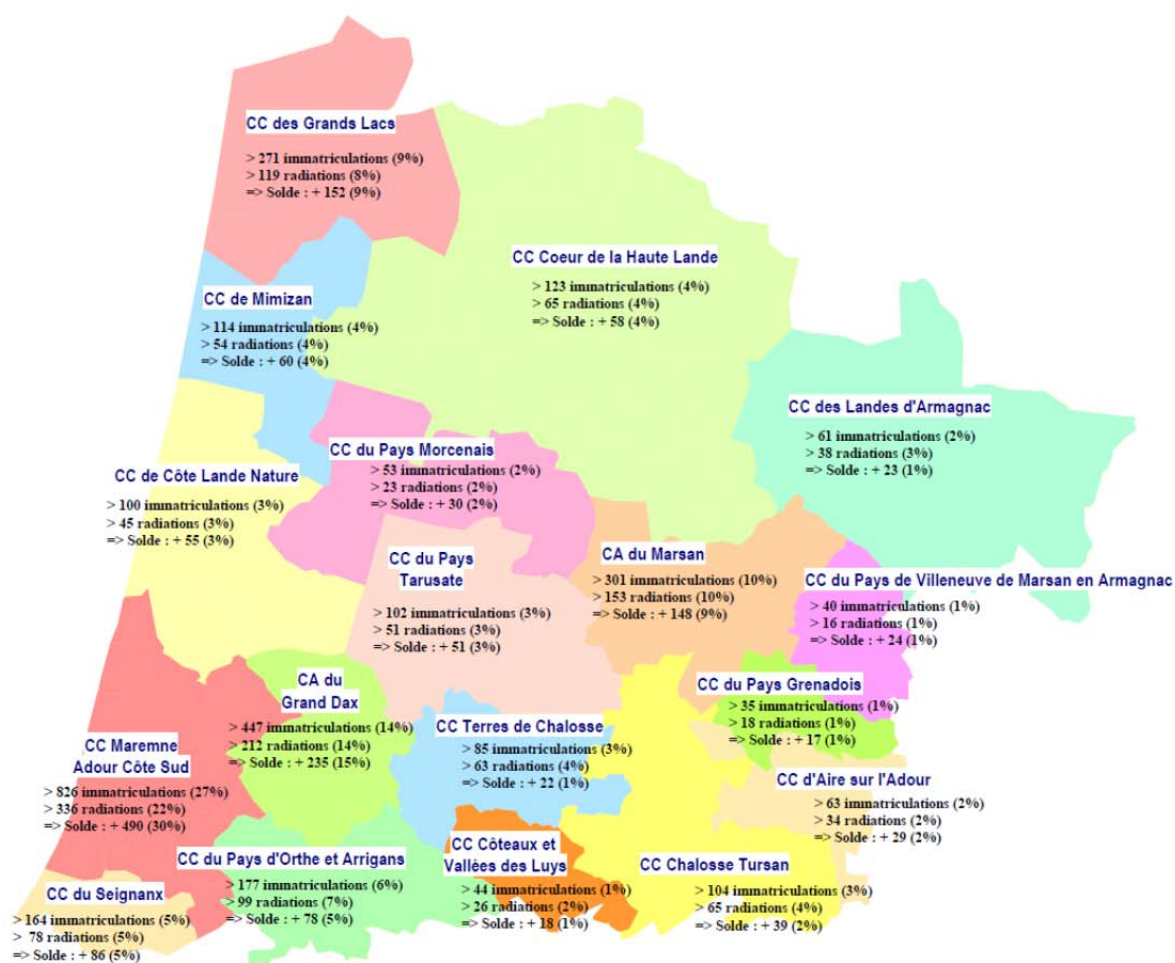 CC des Grands Lacs
> 271 immatriculations (9%)
> 119 radiations (8%)
=> Solde : + 152 (9%)
CC Coeur de la Haute Lande
> 123 immatriculations (4%)
> 65 radiations (4%)
=> Solde : + 58 (4%)
CC de Mimizan
> 114 immatriculations (4%)
> 54 radiations (4%)
=> Solde : + 60 (4%)
CC des Landes d'Armagnac
> 61 immatriculations (2%)
> 38 radiations (3%)
=> Solde : + 23 (1%)
CC du Pays Morcenais
> 53 immatriculations (2%)
> 23 radiations (2%)
=> Solde : + 30 (2%)
CC de Côte Lande Nature
> 100 immatriculations (3%)
> 45 radiations (3%)
=> Solde : + 55 (3%)
CC du Pays
Tarusate
> 102 immatriculations (3%)
> 51 radiations (3%)
=> Solde : + 51 (3%)
CA du Marsan
> 301 immatriculations (10%)
> 153 radiations (10%)
=> Solde : + 148 (9%)
CC du Pays de Villeneuve de Marsan en Armagnac
> 40 immatriculations (1%)
> 16 radiations (1%)
=> Solde : + 24 (1%)
CA du
Grand Dax
> 447 immatriculations (14%)
> 212 radiations (14%)
=> Solde : + 235 (15%)
CC du Pays Grenadois
> 35 immatriculations (1%)
> 18 radiations (1%)
=> Solde : + 17 (1%)
CC Terres de Chalosse
> 85 immatriculations (3%)
> 63 radiations (4%)
=> Solde : + 22 (1%)
CC Maremne
Adour Côte Sud
> 826 immatriculations (27%)
> 336 radiations (22%)
=> Solde : + 490 (30%)
CC d'Aire sur l'Adour
> 63 immatriculations (2%)
> 34 radiations (2%)
=> Solde : + 29 (2%)
CC du Pays d'Orthe et Arrigans
> 177 immatriculations (6%)
> 99 radiations (7%)
=> Solde : + 78 (5%)
CC Côteaux et
Vallées des Luys
> 44 immatriculations (1%)
> 26 radiations (2%)
=> Solde : + 18 (1%)
CC Chalosse Tursan
> 104 immatriculations (3%)
> 65 radiations (4%)
=> Solde : + 39 (2%)
CC du Seignanx
> 164 immatriculations (5%)
> 78 radiations (5%)
=> Solde : + 86 (5%)